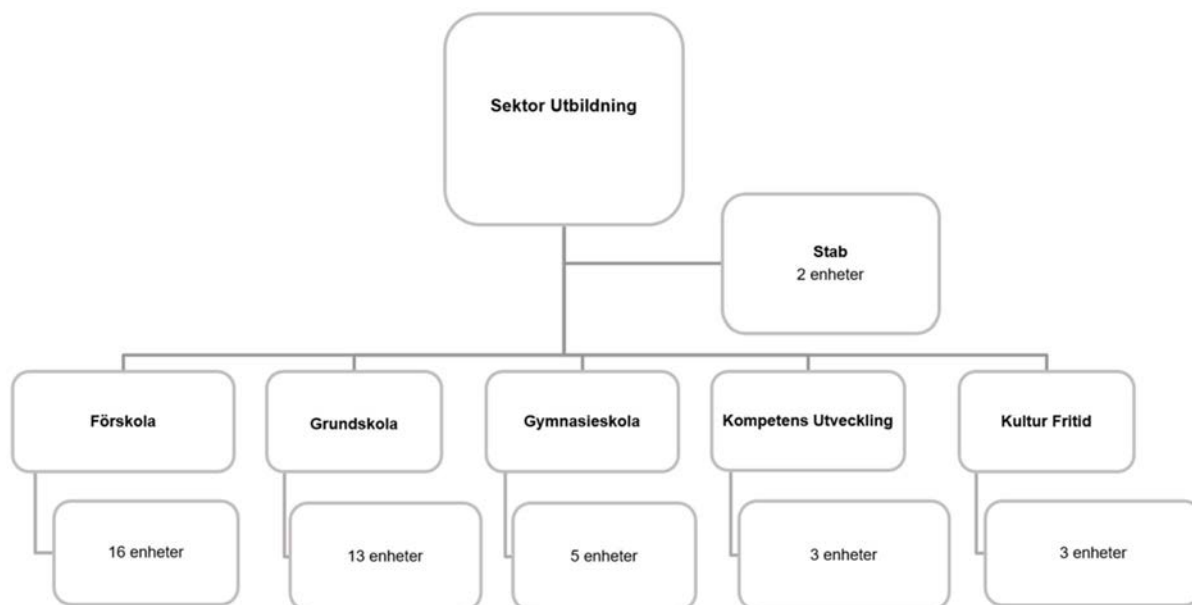 Sektor Utbildning
Stab
2 enheter
Förskola
Grundskola
Gymnasieskola
Kompetens Utveckling
Kultur Fritid
16 enheter
13 enheter
5 enheter
3 enheter
3 enheter